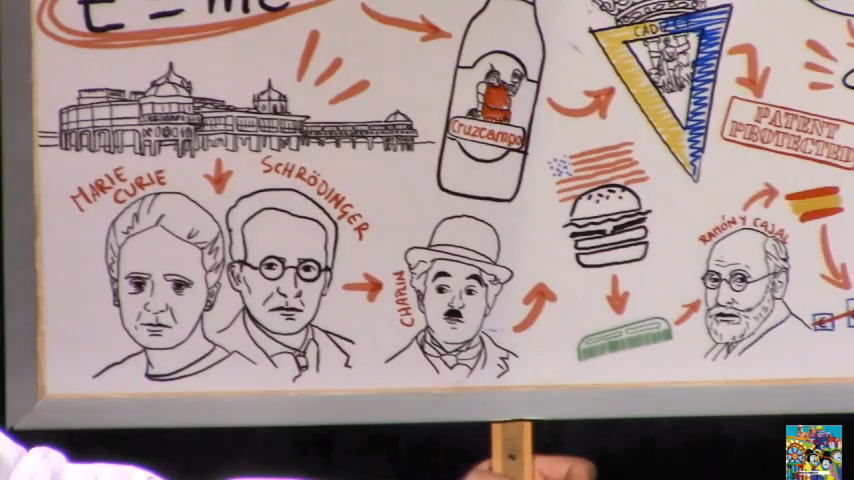 E = mc
CAD
Cruzcampo
PATENT
PROTECTED
MARIE
CURIE
SCHRÖDINGER
CHAPLIN
RAMÓN Y CAJAL